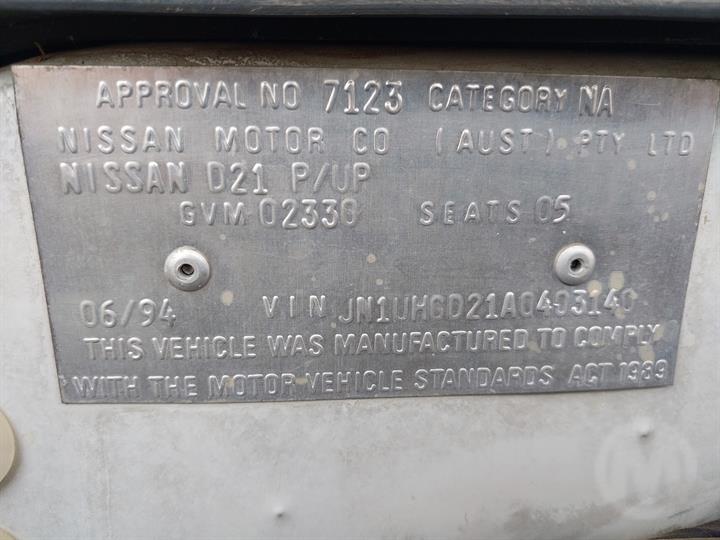 APPROVAL NO 7123 CATEGORY NA
NISSAN MOTOR CO (AUST) PTY LTD
NISSAN D21 P/UP
GVM 02330 SEATS 05
06/94 VIN JN1UHGD21A0403140
THIS VEHICLE WAS MANUFACTURED TO COMPLY
WITH THE MOTOR VEHICLE STANDARDS ACT 1989
M